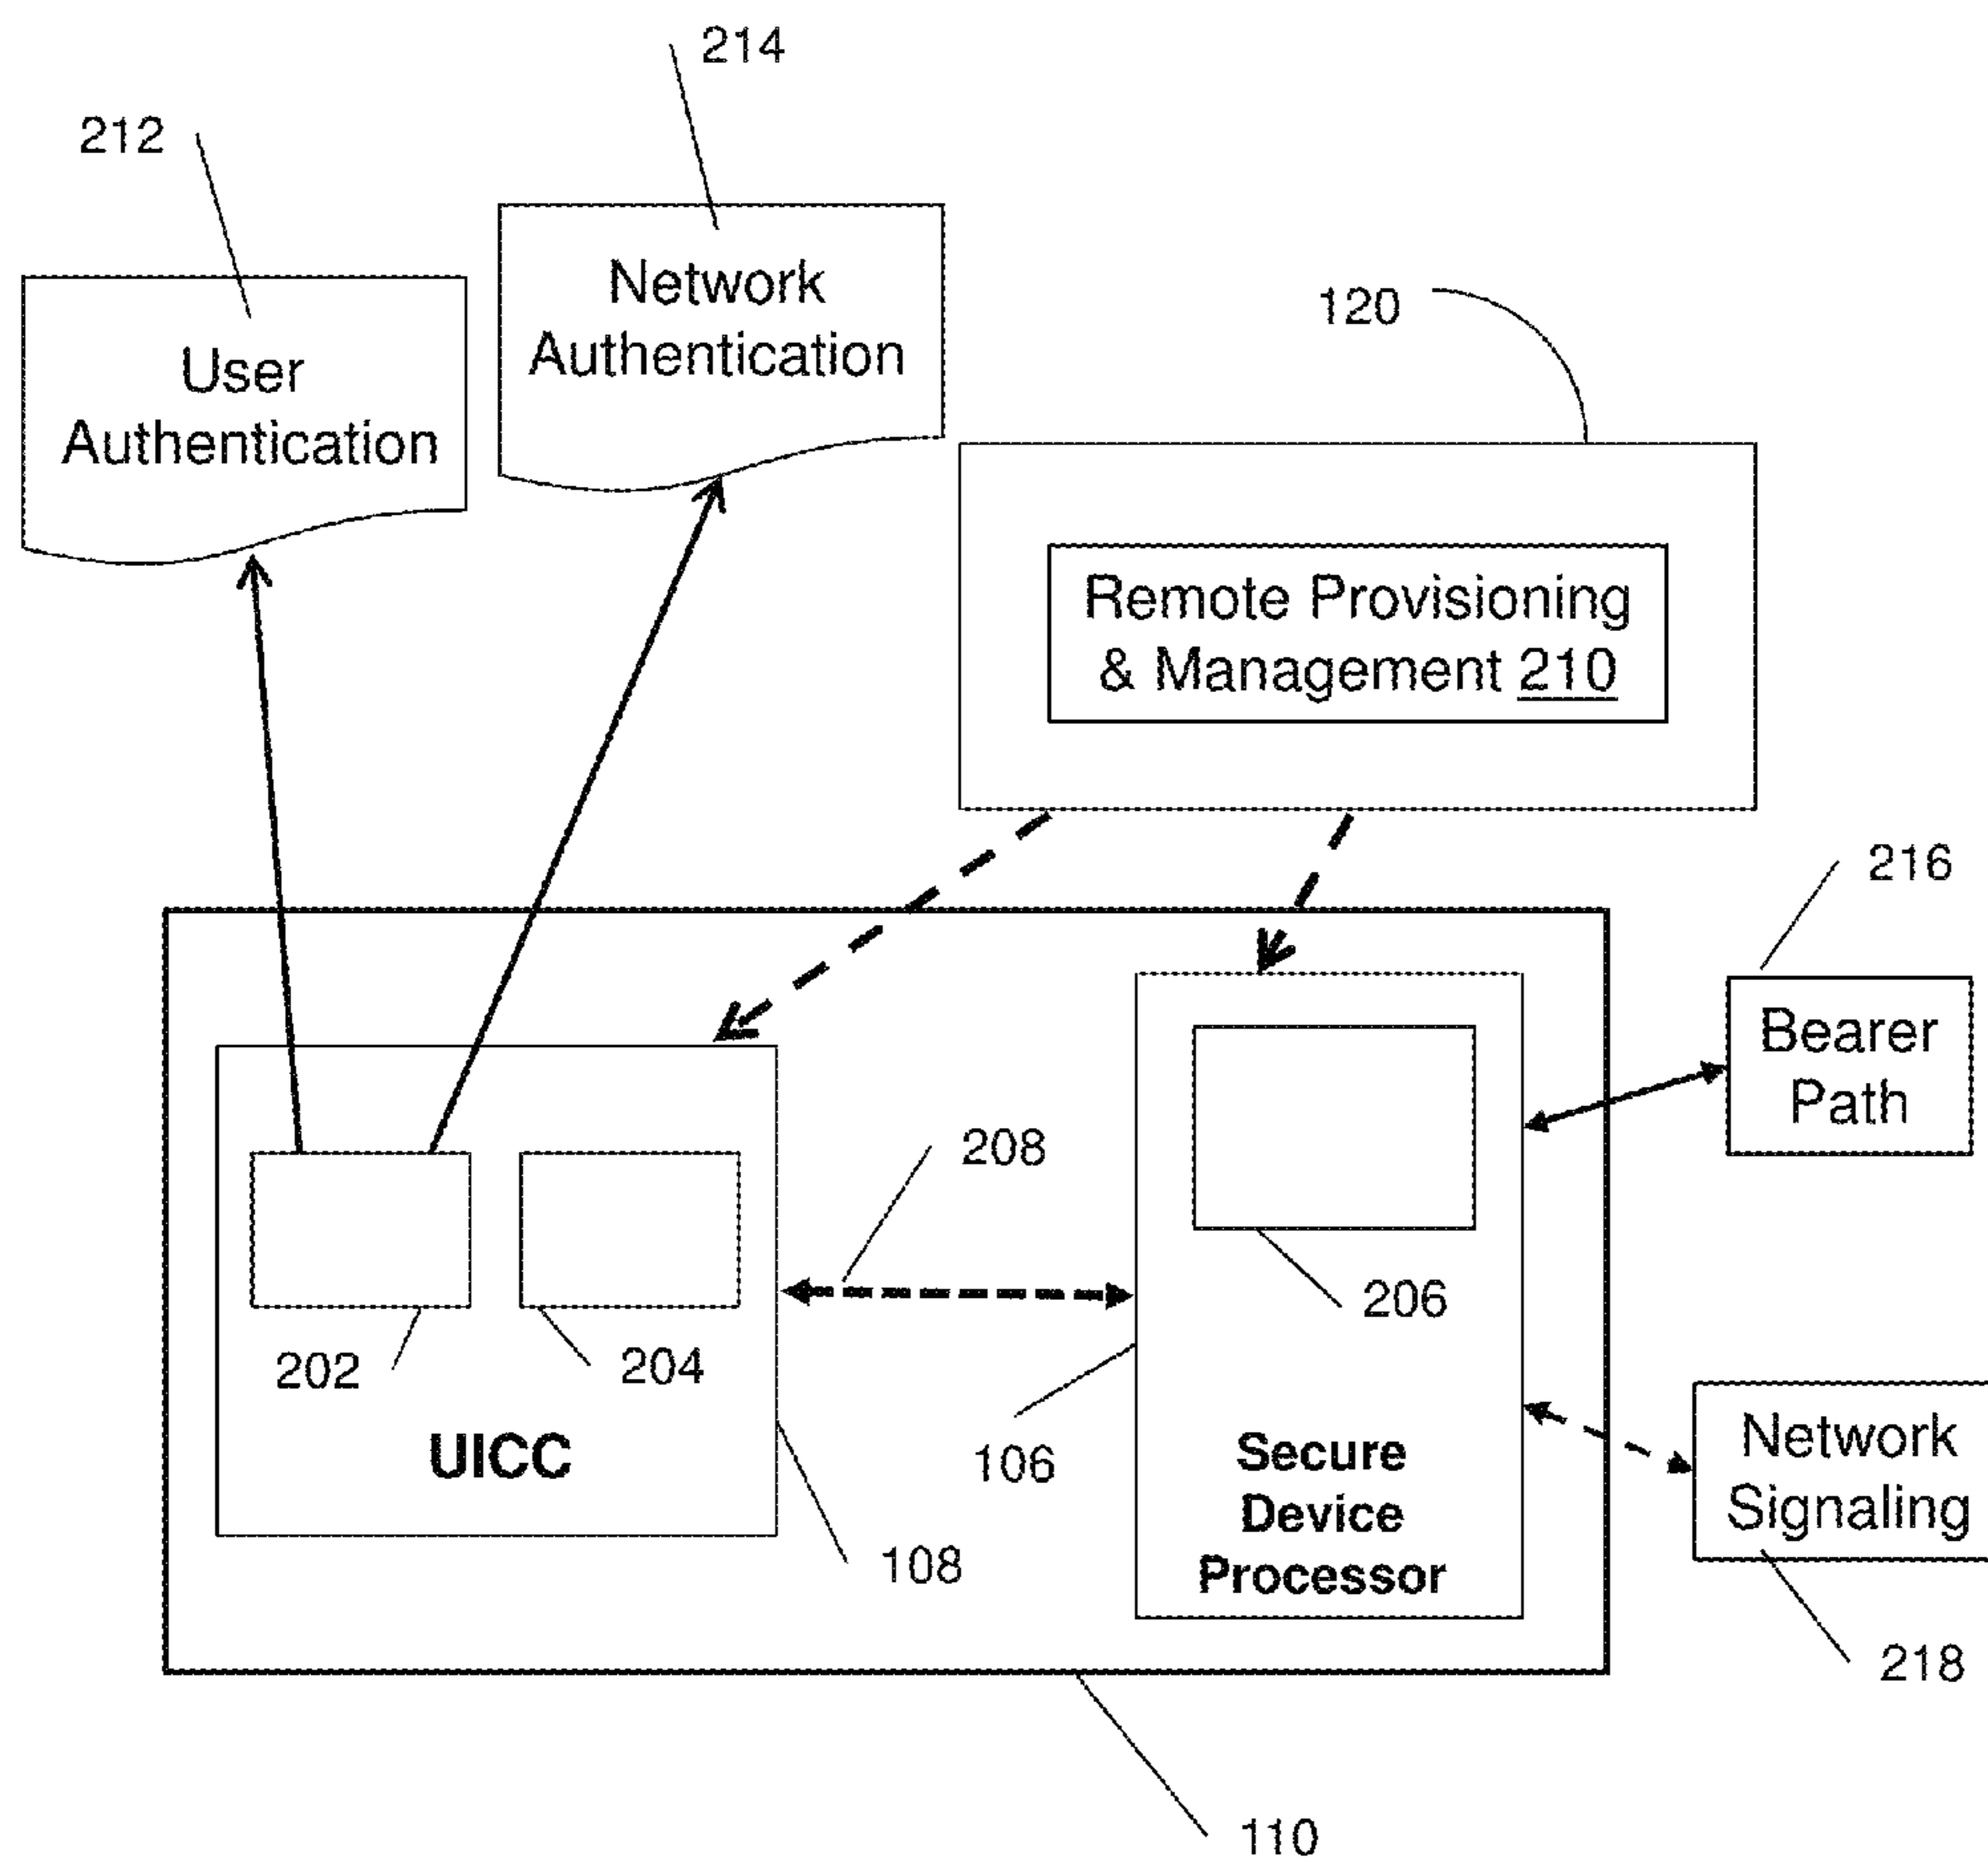 214
212
Network
Authentication
User
Authentication
120
Remote Provisioning
& Management 210
216
Bearer
Path
208
206
202
204
UICC
106
Secure
Device
Processor
Network
Signaling
108
218
110